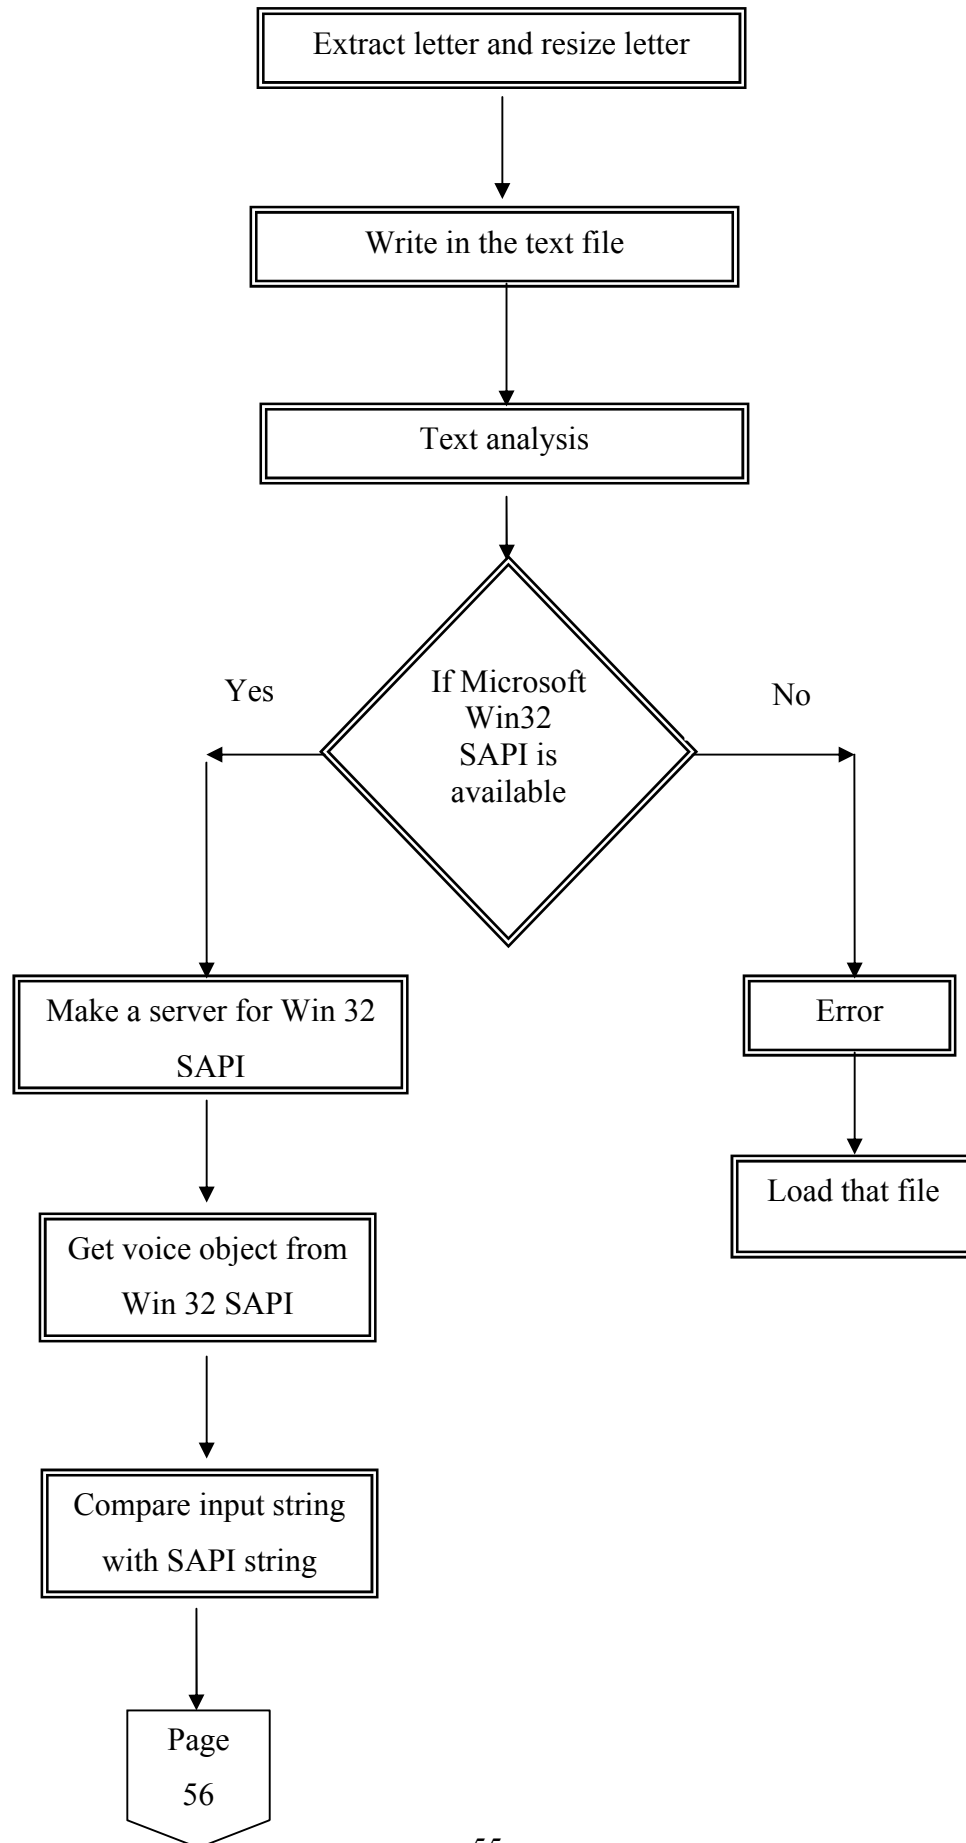 Extract letter and resize letter
Write in the text file
Text analysis
If Microsoft
Win32
SAPI is
available
Yes
No
Make a server for Win 32
SAPI
Error
Load that file
Get voice object from
Win 32 SAPI
Compare input string
with SAPI string
Page
56